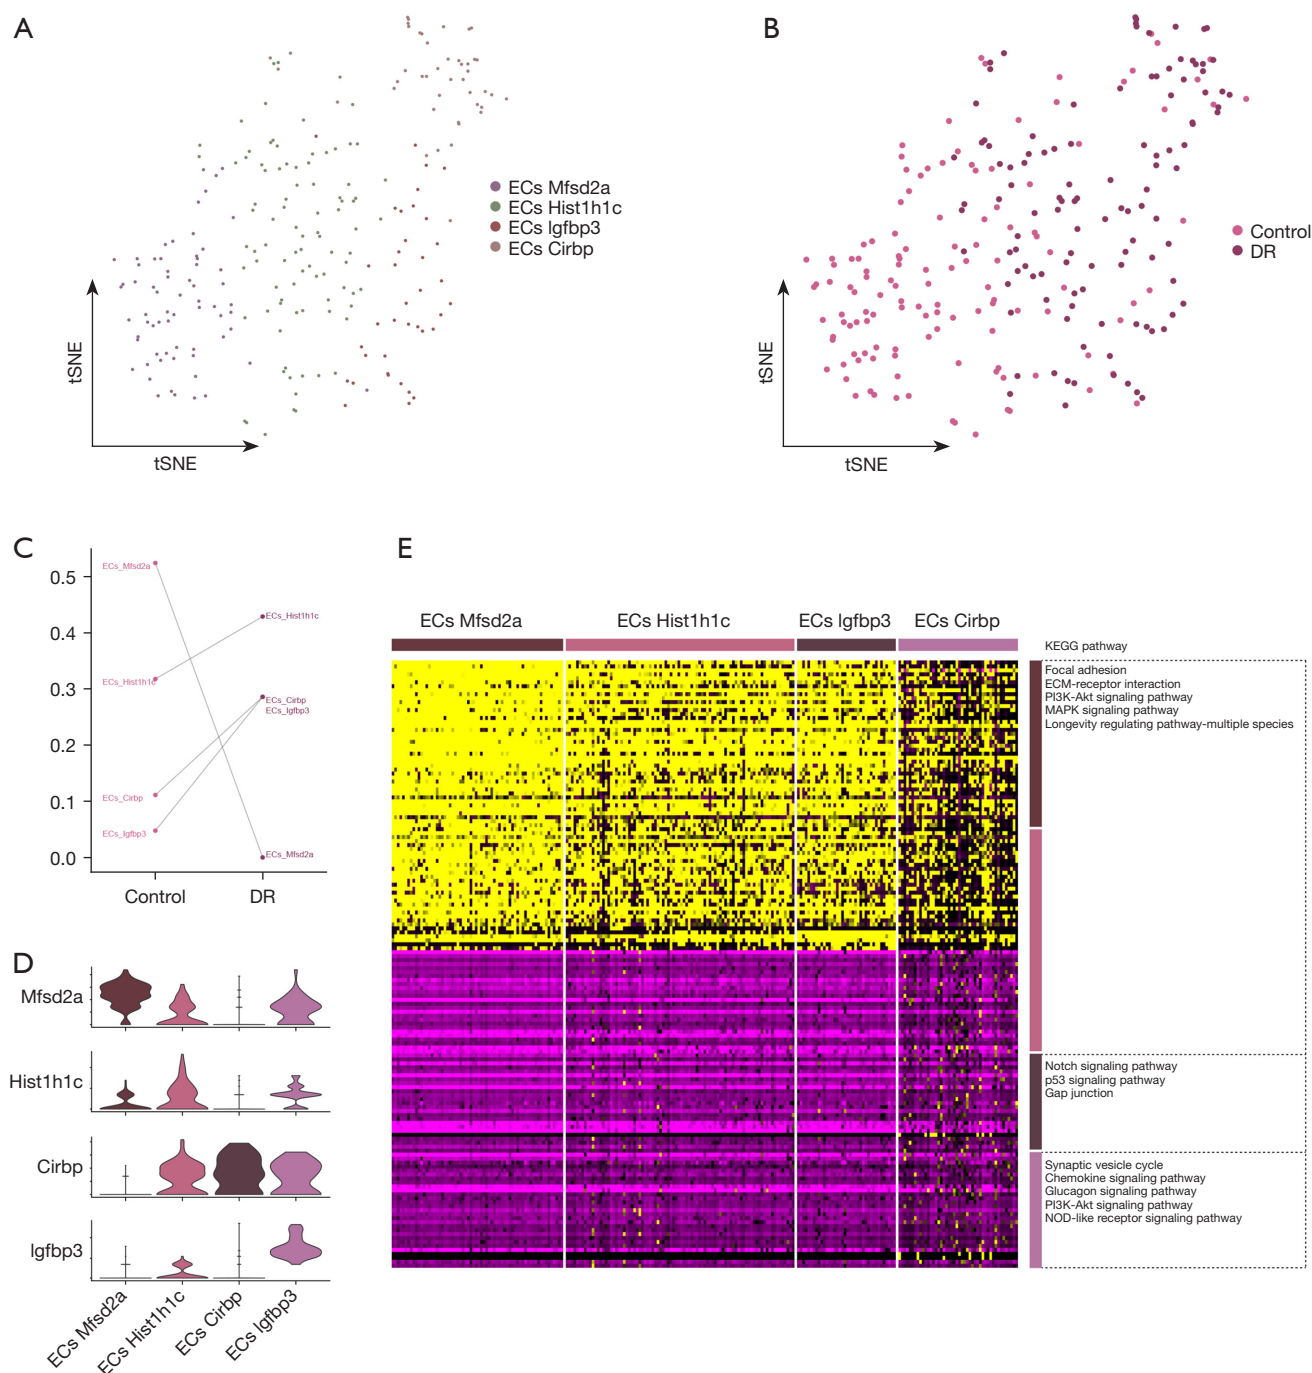 A
ECs Mfsd2a
ECs Hist1h1c
ECs Igfbp3
ECs Cirbp
tSNE
tSNE
B
Control
DR
tSNE
tSNE
C
0.5
0.4
0.3
0.2
0.1
0.0
ECs_Mfsd2a
ECs_Hist1h1c
ECs_Hist1h1c
ECs_Cirbp
ECs_Igfbp3
ECs_Cirbp
ECs_Igfbp3
ECs_Mfsd2a
Control
DR
D
Mfsd2a
Hist1h1c
Cirbp
Igfbp3
ECs Mfsd2a
ECs Hist1h1c
ECs Cirbp
ECs Igfbp3
E
ECs Mfsd2a
ECs Hist1h1c
ECs Igfbp3
ECs Cirbp
KEGG pathway
Focal adhesion
ECM-receptor interaction
PI3K-Akt signaling pathway
MAPK signaling pathway
Longevity regulating pathway-multiple species
Notch signaling pathway
p53 signaling pathway
Gap junction
Synaptic vesicle cycle
Chemokine signaling pathway
Glucagon signaling pathway
PI3K-Akt signaling pathway
NOD-like receptor signaling pathway